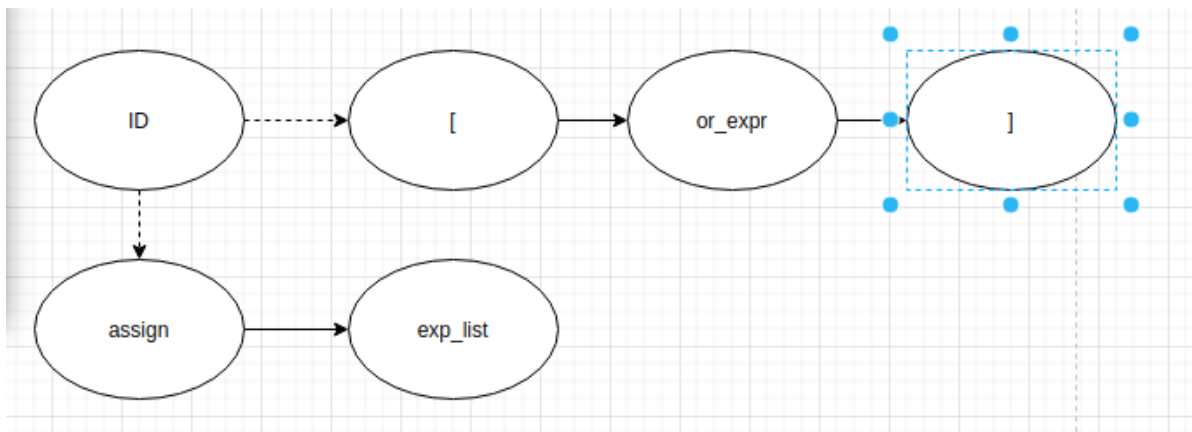 ID
[
or_expr
]
assign
exp_list